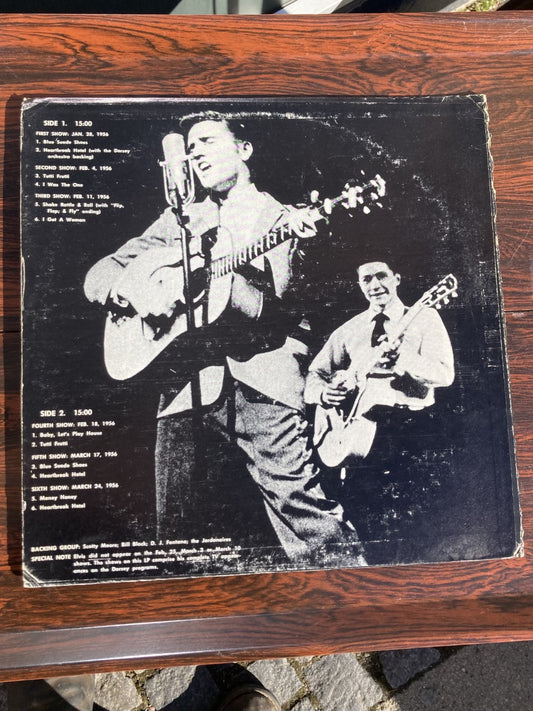 SIDE 1. 15:00
FIRST SHOW: JAN. 28, 1956
1. Blue Suede Shoes
2. Heartbreak Hotel (with the Dorsey
orchestra backing)
SECOND SHOW: FEB. 4, 1956
3. Tutti Frutti
4. I Was The One
THIRD SHOW: FEB. 11, 1956
5. Shake Rattle & Roll (with "Flip,
Flop, & Fly" ending)
6. I Got A Woman
SIDE 2. 15:00
FOURTH SHOW: FEB. 18, 1956
1. Baby, Let's Play House
2. Tutti Frutti
FIFTH SHOW: MARCH 17, 1956
3. Blue Suede Shoes
4. Heartbreak Hotel
SIXTH SHOW: MARCH 24, 1956
5. Money Honey
6. Heartbreak Hotel
BACKING GROUP: Scotty Moore; Bill Black; D. J. Fontana; the Jordanaires
SPECIAL NOTE Elvis did not appear on the Feb. 25, March 3 March 10
shows. The shows on this LP comprise his complete TV appear-
ances on the Dorsey programs.